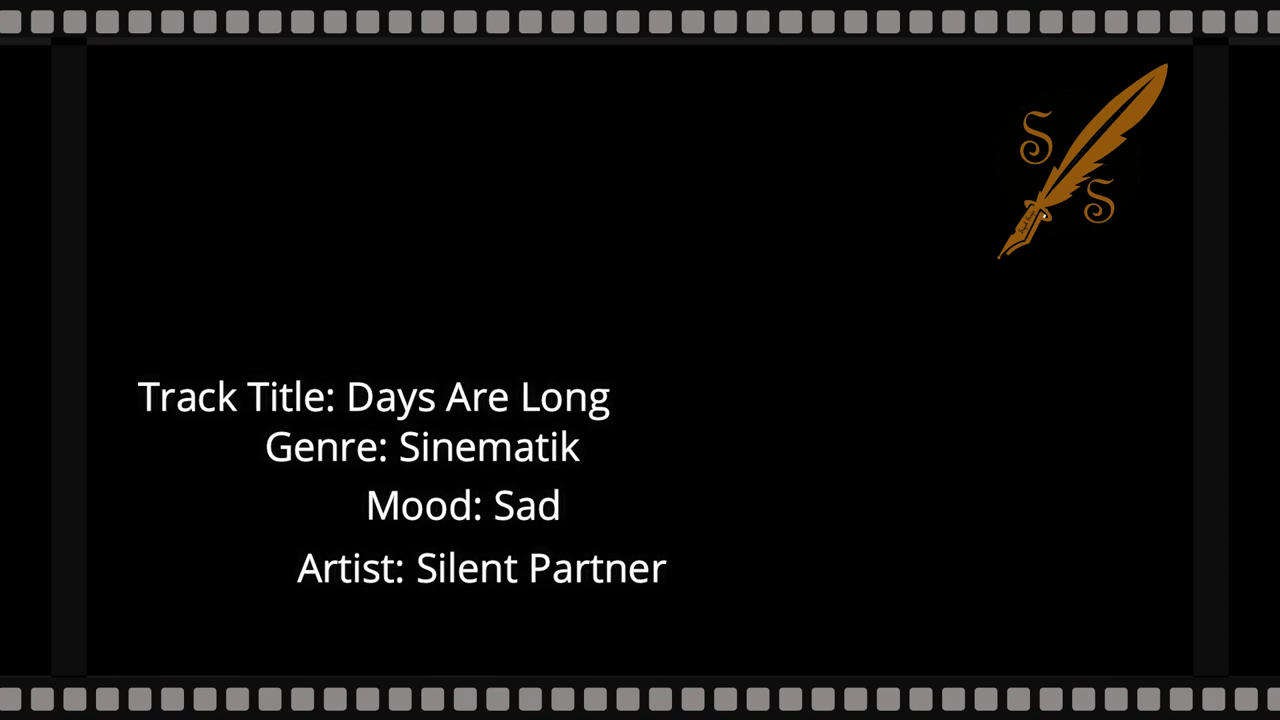 S
S
Track Title: Days Are Long
Genre: Sinematik
Mood: Sad
Artist: Silent Partner